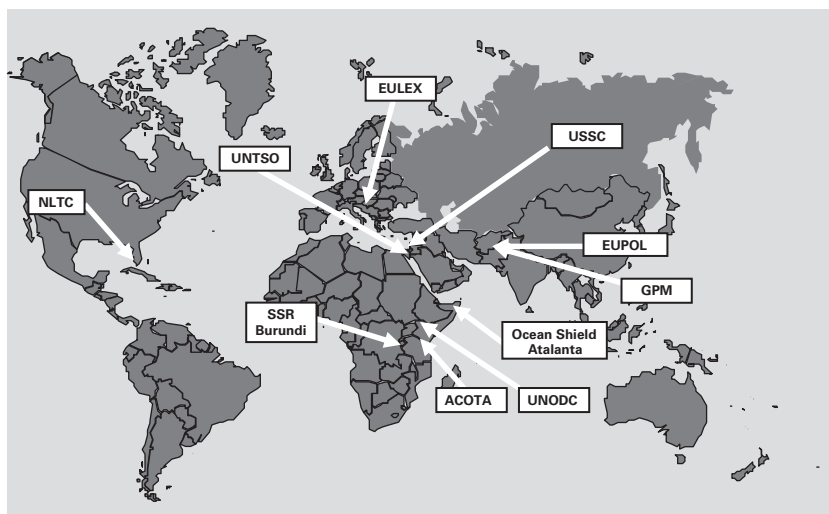 EULEX
USSC
UNTSO
NLTC
EUPOL
GPM
SSR
Burundi
Ocean Shield
Atalanta
ACOTA
UNODC